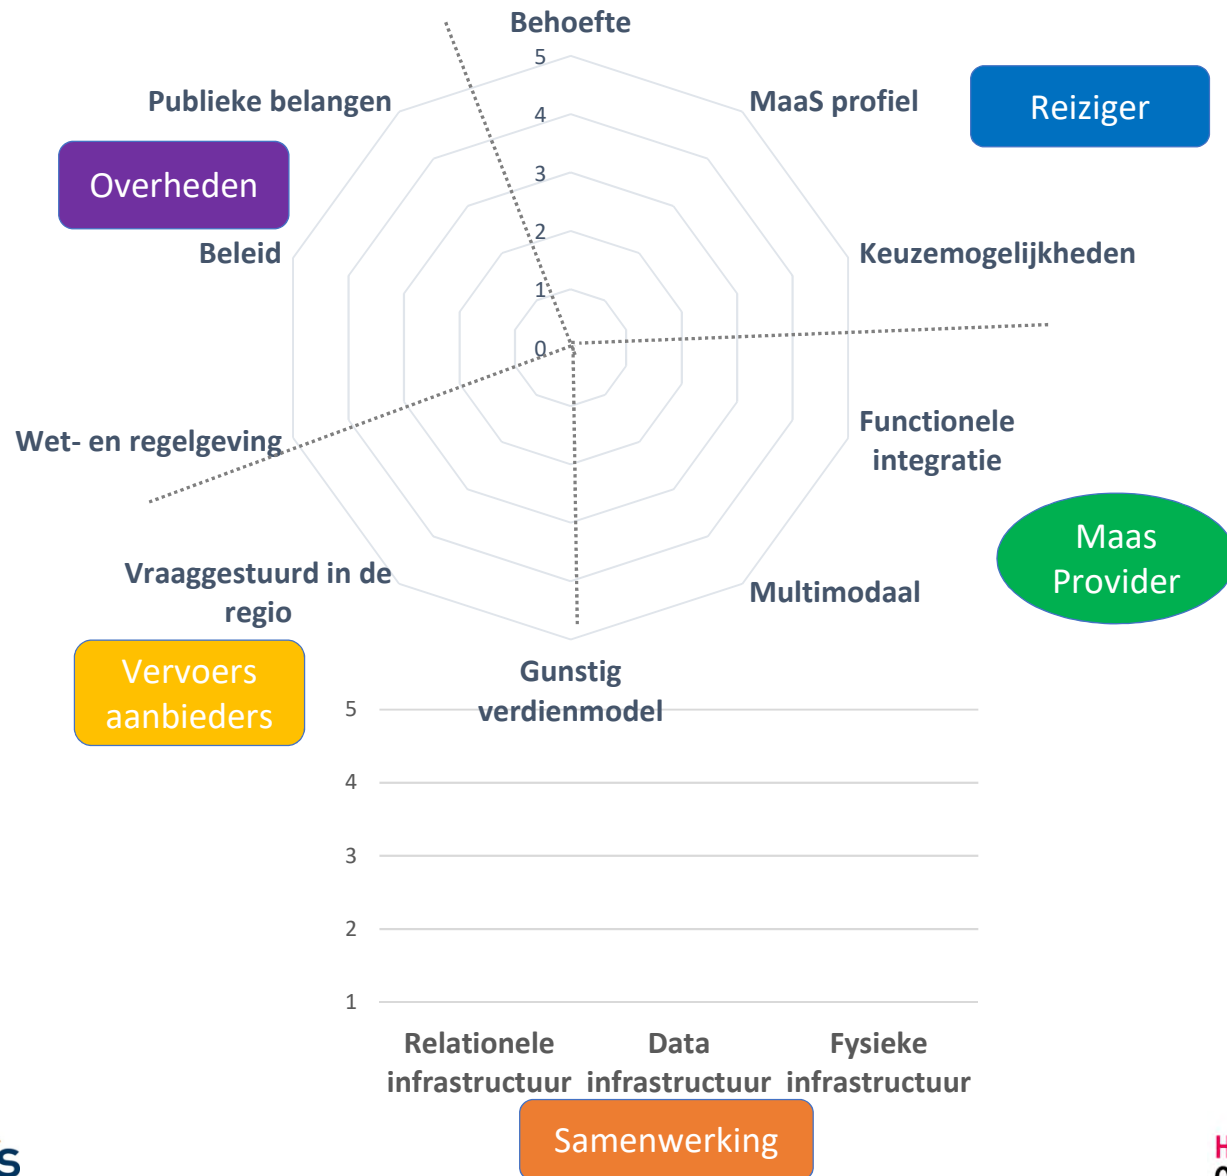 Behoefte
5
Publieke belangen
MaaS profiel
Reiziger
4
Overheden
3
Beleid
2
Keuzemogelijkheden
1
0
Wet- en regelgeving
Functionele
integratie
Maas
Provider
Vraaggestuurd in de
regio
Multimodaal
Vervoers
aanbieders
Gunstig
verdienmodel
5
4
3
2
1
Relationele
infrastructuur
Data
infrastructuur
Fysieke
infrastructuur
Samenwerking